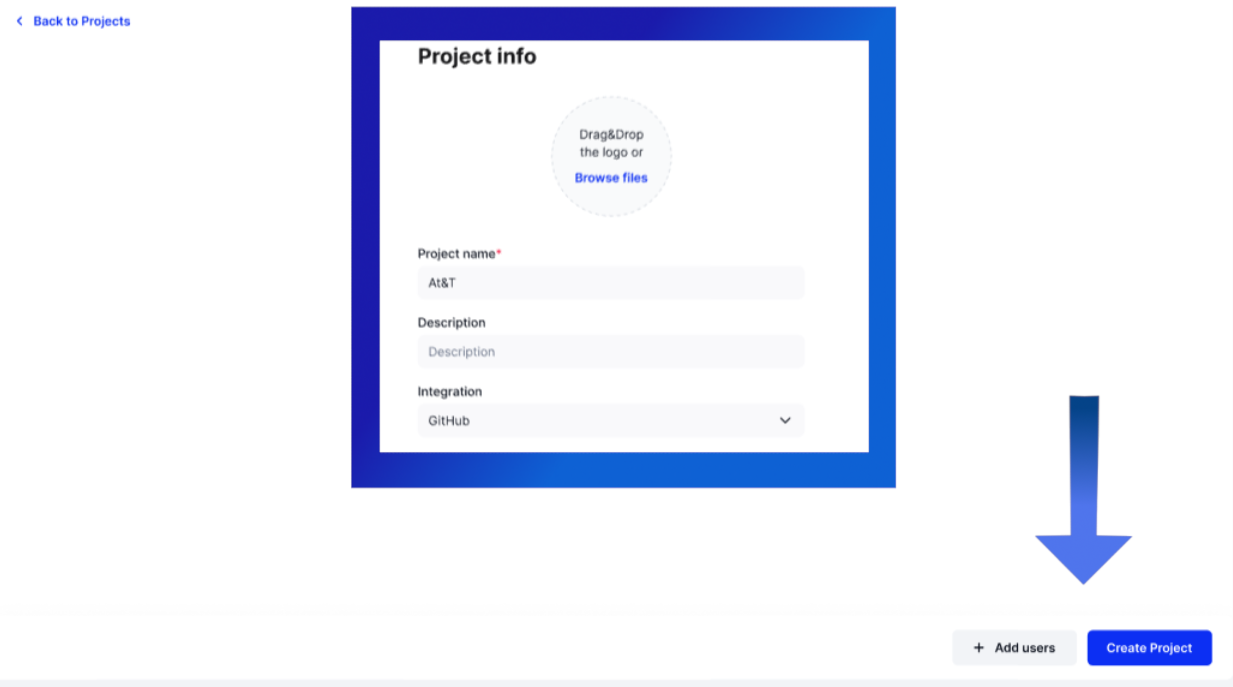 Back to Projects
Project info
Drag&Drop
the logo or
Browse files
Project name*
At&T
Description
Description
Integration
GitHub
+ Add users
Create Project